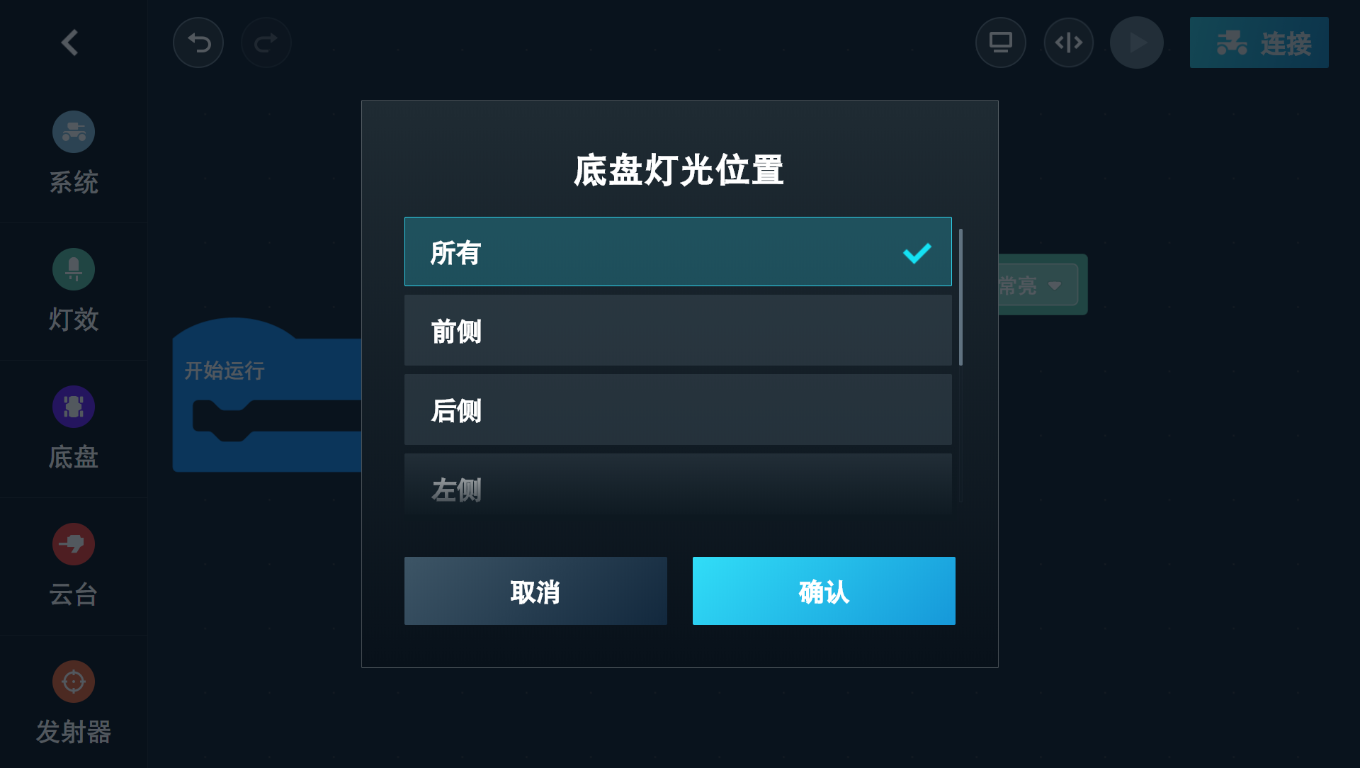 连接
系统
灯效
底盘
云台
发射器
开始运行
常亮
底盘灯光位置
所有
前侧
后侧
左侧
取消
确认